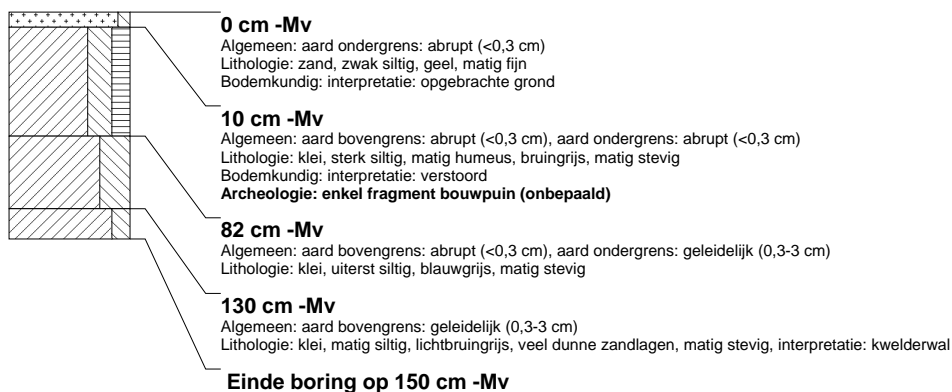 0 cm -Mv
Algemeen: aard ondergrens: abrupt (<0,3 cm)
Lithologie: zand, zwak siltig, geel, matig fijn
Bodemkundig: interpretatie: opgebrachte grond
10 cm -Mv
Algemeen: aard bovengrens: abrupt (<0,3 cm), aard ondergrens: abrupt (<0,3 cm)
Lithologie: klei, sterk siltig, matig humeus, bruingrijs, matig stevig
Bodemkundig: interpretatie: verstoord
Archeologie: enkel fragment bouwpuin (onbepaald)
82 cm -Mv
Algemeen: aard bovengrens: abrupt (<0,3 cm), aard ondergrens: geleidelijk (0,3-3 cm)
Lithologie: klei, uiterst siltig, blauwgrijs, matig stevig
130 cm -Mv
Algemeen: aard bovengrens: geleidelijk (0,3-3 cm)
Lithologie: klei, matig siltig, lichtbruingrijs, veel dunne zandlagen, matig stevig, interpretatie: kwelderwal
Einde boring op 150 cm -Mv